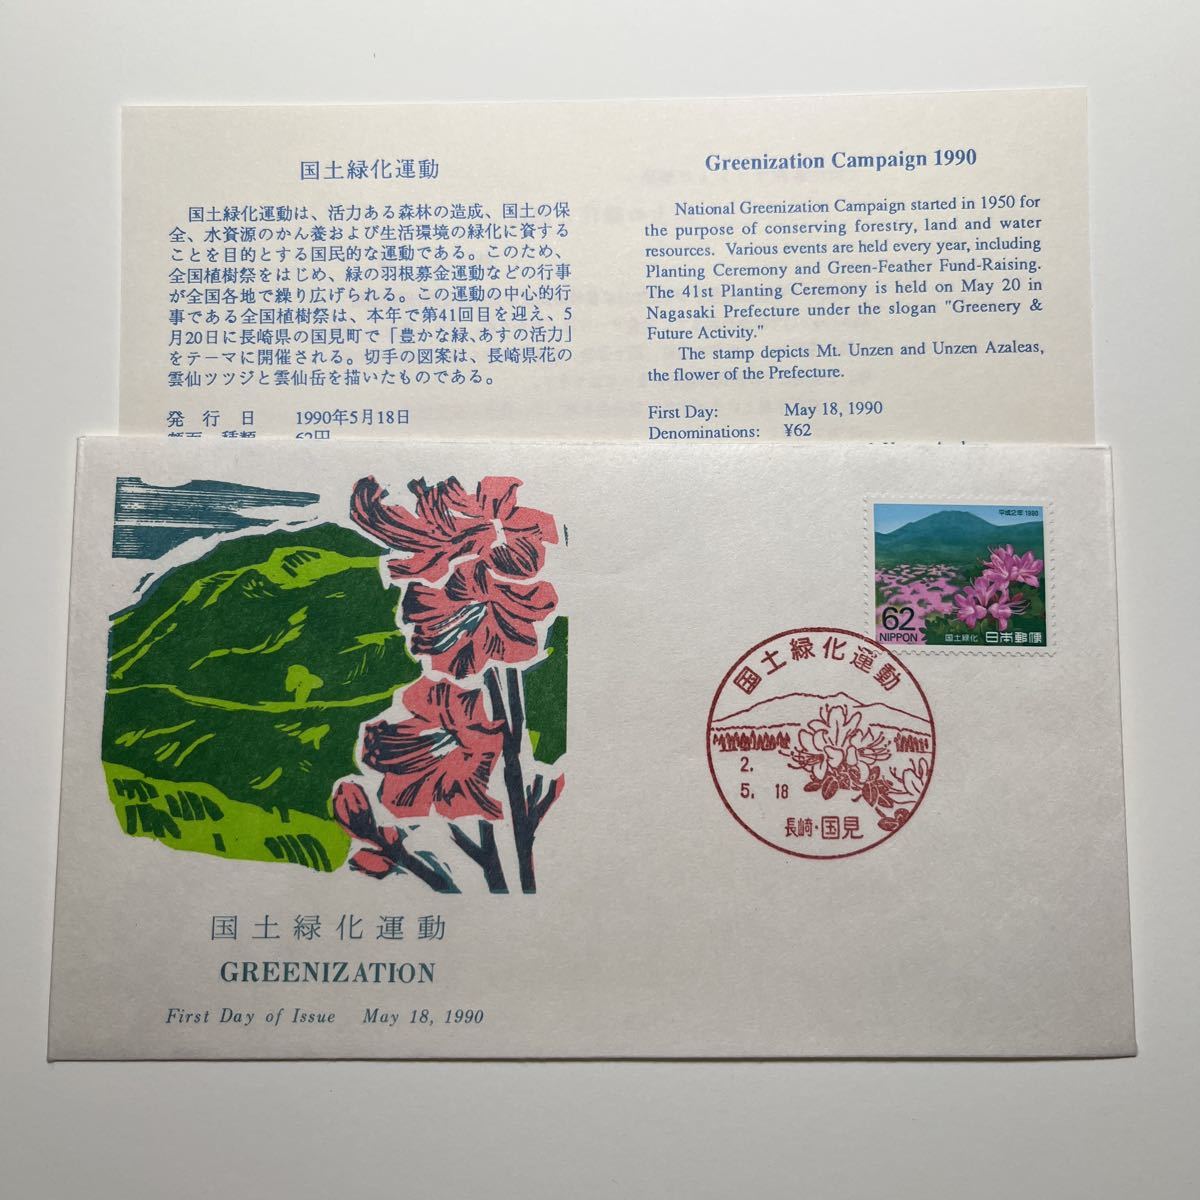 国土緑化運動
国土緑化運動は、活力ある森林の造成、国土の保
全、水資源のかん養および生活環境の緑化に資する
ことを目的とする国民的な運動である。このため、
全国植樹祭をはじめ、緑の羽根募金運動などの行事
が全国各地で繰り広げられる。この運動の中心的行
事である全国植樹祭は、本年で第41回目を迎え、5
月20日に長崎県の国見町で「豊かな緑、あすの活力」
をテーマに開催される。切手の図案は、長崎県花の
雲仙ツツジと雲仙岳を描いたものである。
発行日 1990年5月18日
Greenization Campaign 1990
National Greenization Campaign started in 1950 for
the purpose of conserving forestry, land and water
resources. Various events are held every year, including
Planting Ceremony and Green-Feather Fund-Raising.
The 41st Planting Ceremony is held on May 20 in
Nagasaki Prefecture under the slogan "Greenery &
Future Activity."
The stamp depicts Mt. Unzen and Unzen Azaleas,
the flower of the Prefecture.
First Day: May 18, 1990
Denominations: ¥62
平成2年 1990
62
NIPPON 国土緑化 日本郵便
国土緑化運動
2.
5. 18
長崎・国見
国土緑化運動
GREENIZATION
First Day of Issue May 18, 1990